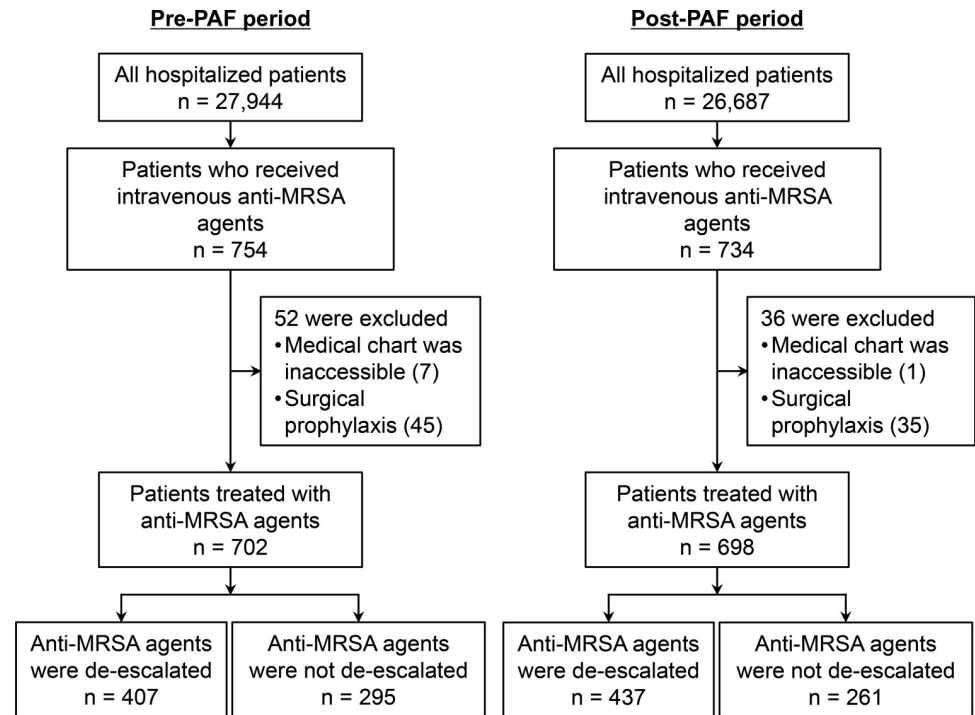 Pre-PAF period
All hospitalized patients
n = 27,944
Patients who received
intravenous anti-MRSA
agents
n = 754
52 were excluded
•Medical chart was
inaccessible (7)
•Surgical
prophylaxis (45)
Patients treated with
anti-MRSA agents
n = 702
Anti-MRSA agents
were de-escalated
n = 407
Anti-MRSA agents
were not de-escalated
n = 295
Post-PAF period
All hospitalized patients
n = 26,687
Patients who received
intravenous anti-MRSA
agents
n = 734
36 were excluded
•Medical chart was
inaccessible (1)
•Surgical
prophylaxis (35)
Patients treated with
anti-MRSA agents
n = 698
Anti-MRSA agents
were de-escalated
n = 437
Anti-MRSA agents
were not de-escalated
n = 261